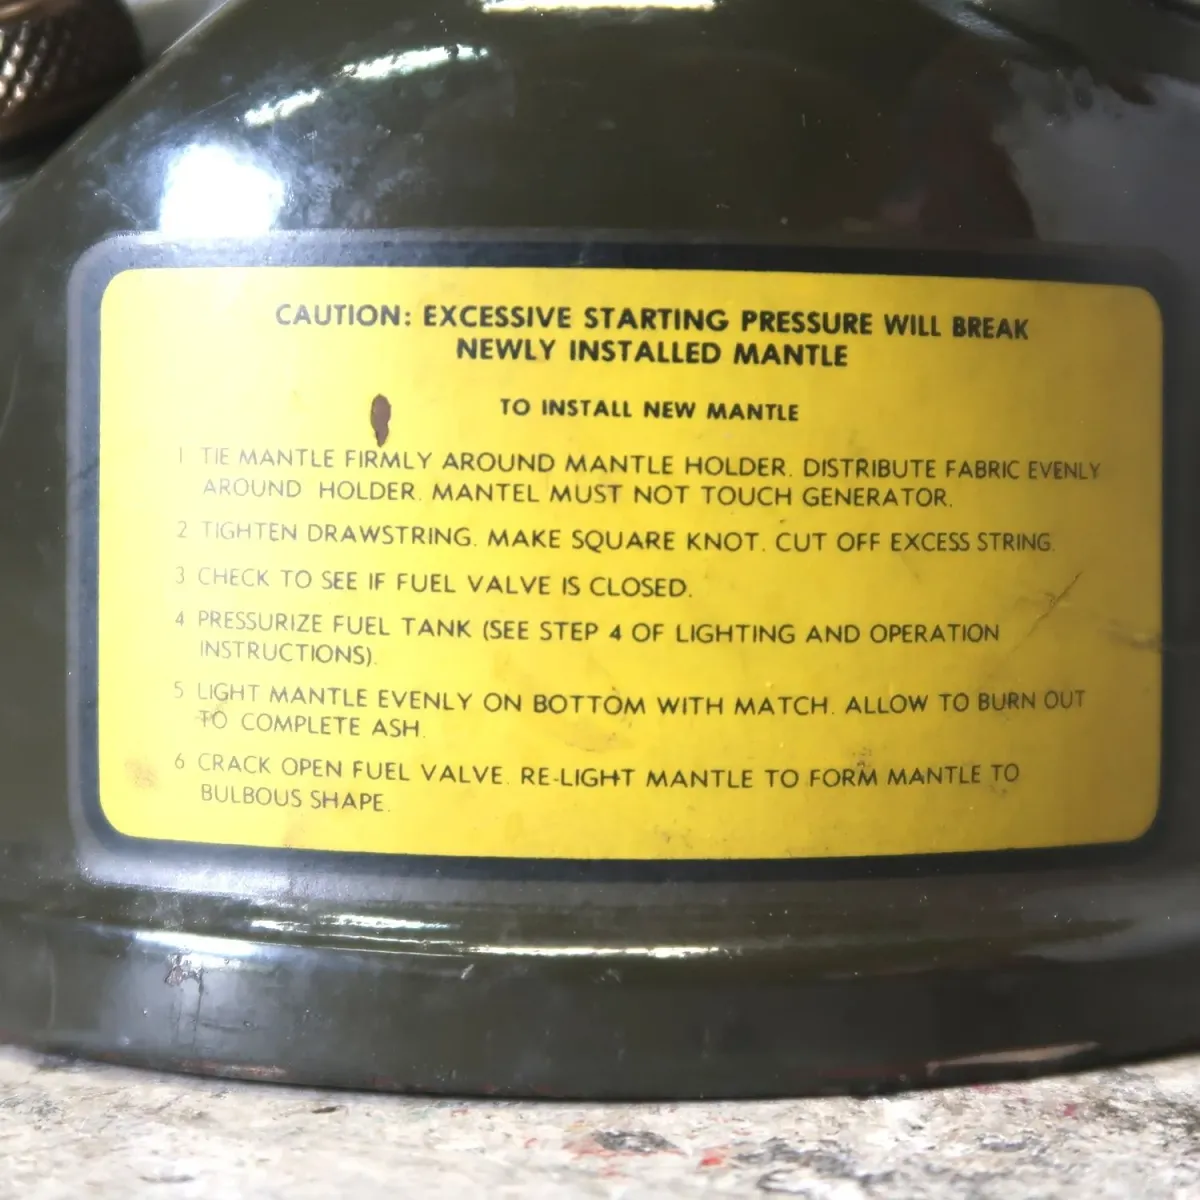 CAUTION: EXCESSIVE STARTING PRESSURE WILL BREAK
NEWLY INSTALLED MANTLE
TO INSTALL NEW MANTLE
1 TIE MANTLE FIRMLY AROUND MANTLE HOLDER. DISTRIBUTE FABRIC EVENLY
AROUND HOLDER. MANTEL MUST NOT TOUCH GENERATOR.
2 TIGHTEN DRAWSTRING. MAKE SQUARE KNOT. CUT OFF EXCESS STRING.
3 CHECK TO SEE IF FUEL VALVE IS CLOSED.
4 PRESSURIZE FUEL TANK (SEE STEP 4 OF LIGHTING AND OPERATION
INSTRUCTIONS).
5 LIGHT MANTLE EVENLY ON BOTTOM WITH MATCH. ALLOW TO BURN OUT
TO COMPLETE ASH.
6 CRACK OPEN FUEL VALVE. RE-LIGHT MANTLE TO FORM MANTLE TO
BULBOUS SHAPE.